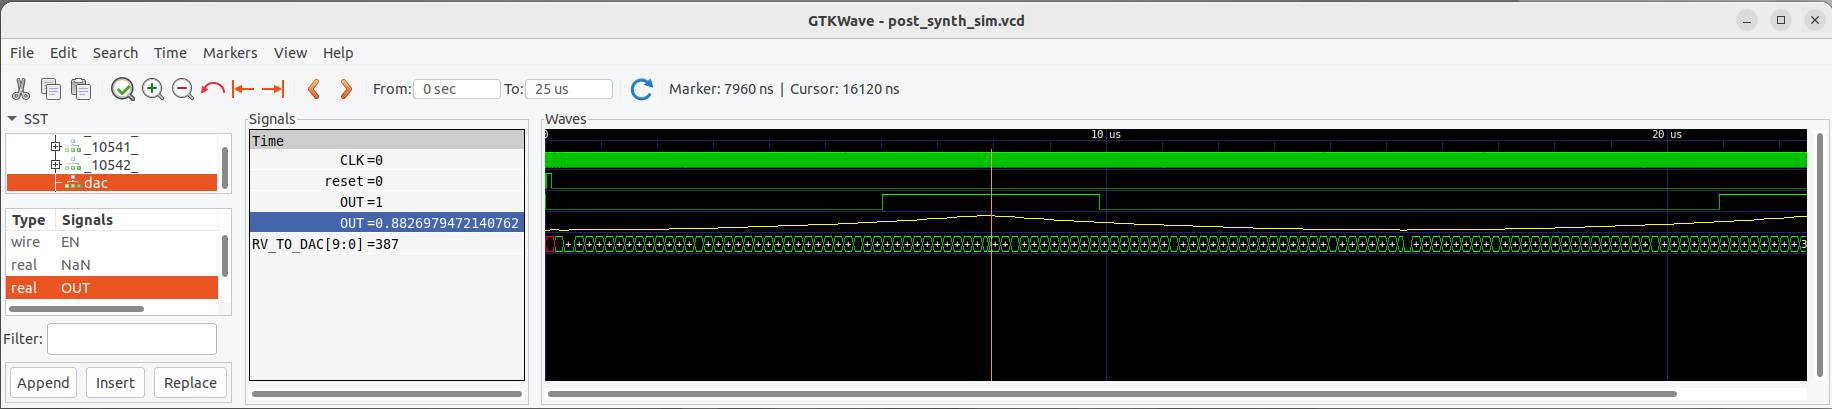 GTKWave - post_synth_sim.vcd
File Edit Search Time Markers View Help
From: 0 sec To: 25 us Marker: 7960 ns | Cursor: 16120 ns
SST
_10541_
_10542_
dac
Type Signals
wire EN
real NaN
real OUT
Filter:
Append Insert Replace
Signals
Time
CLK=0
reset=0
OUT=1
OUT=0.8826979472140762
RV_TO_DAC[9:0]=387
Waves
0 10 us 20 us
3